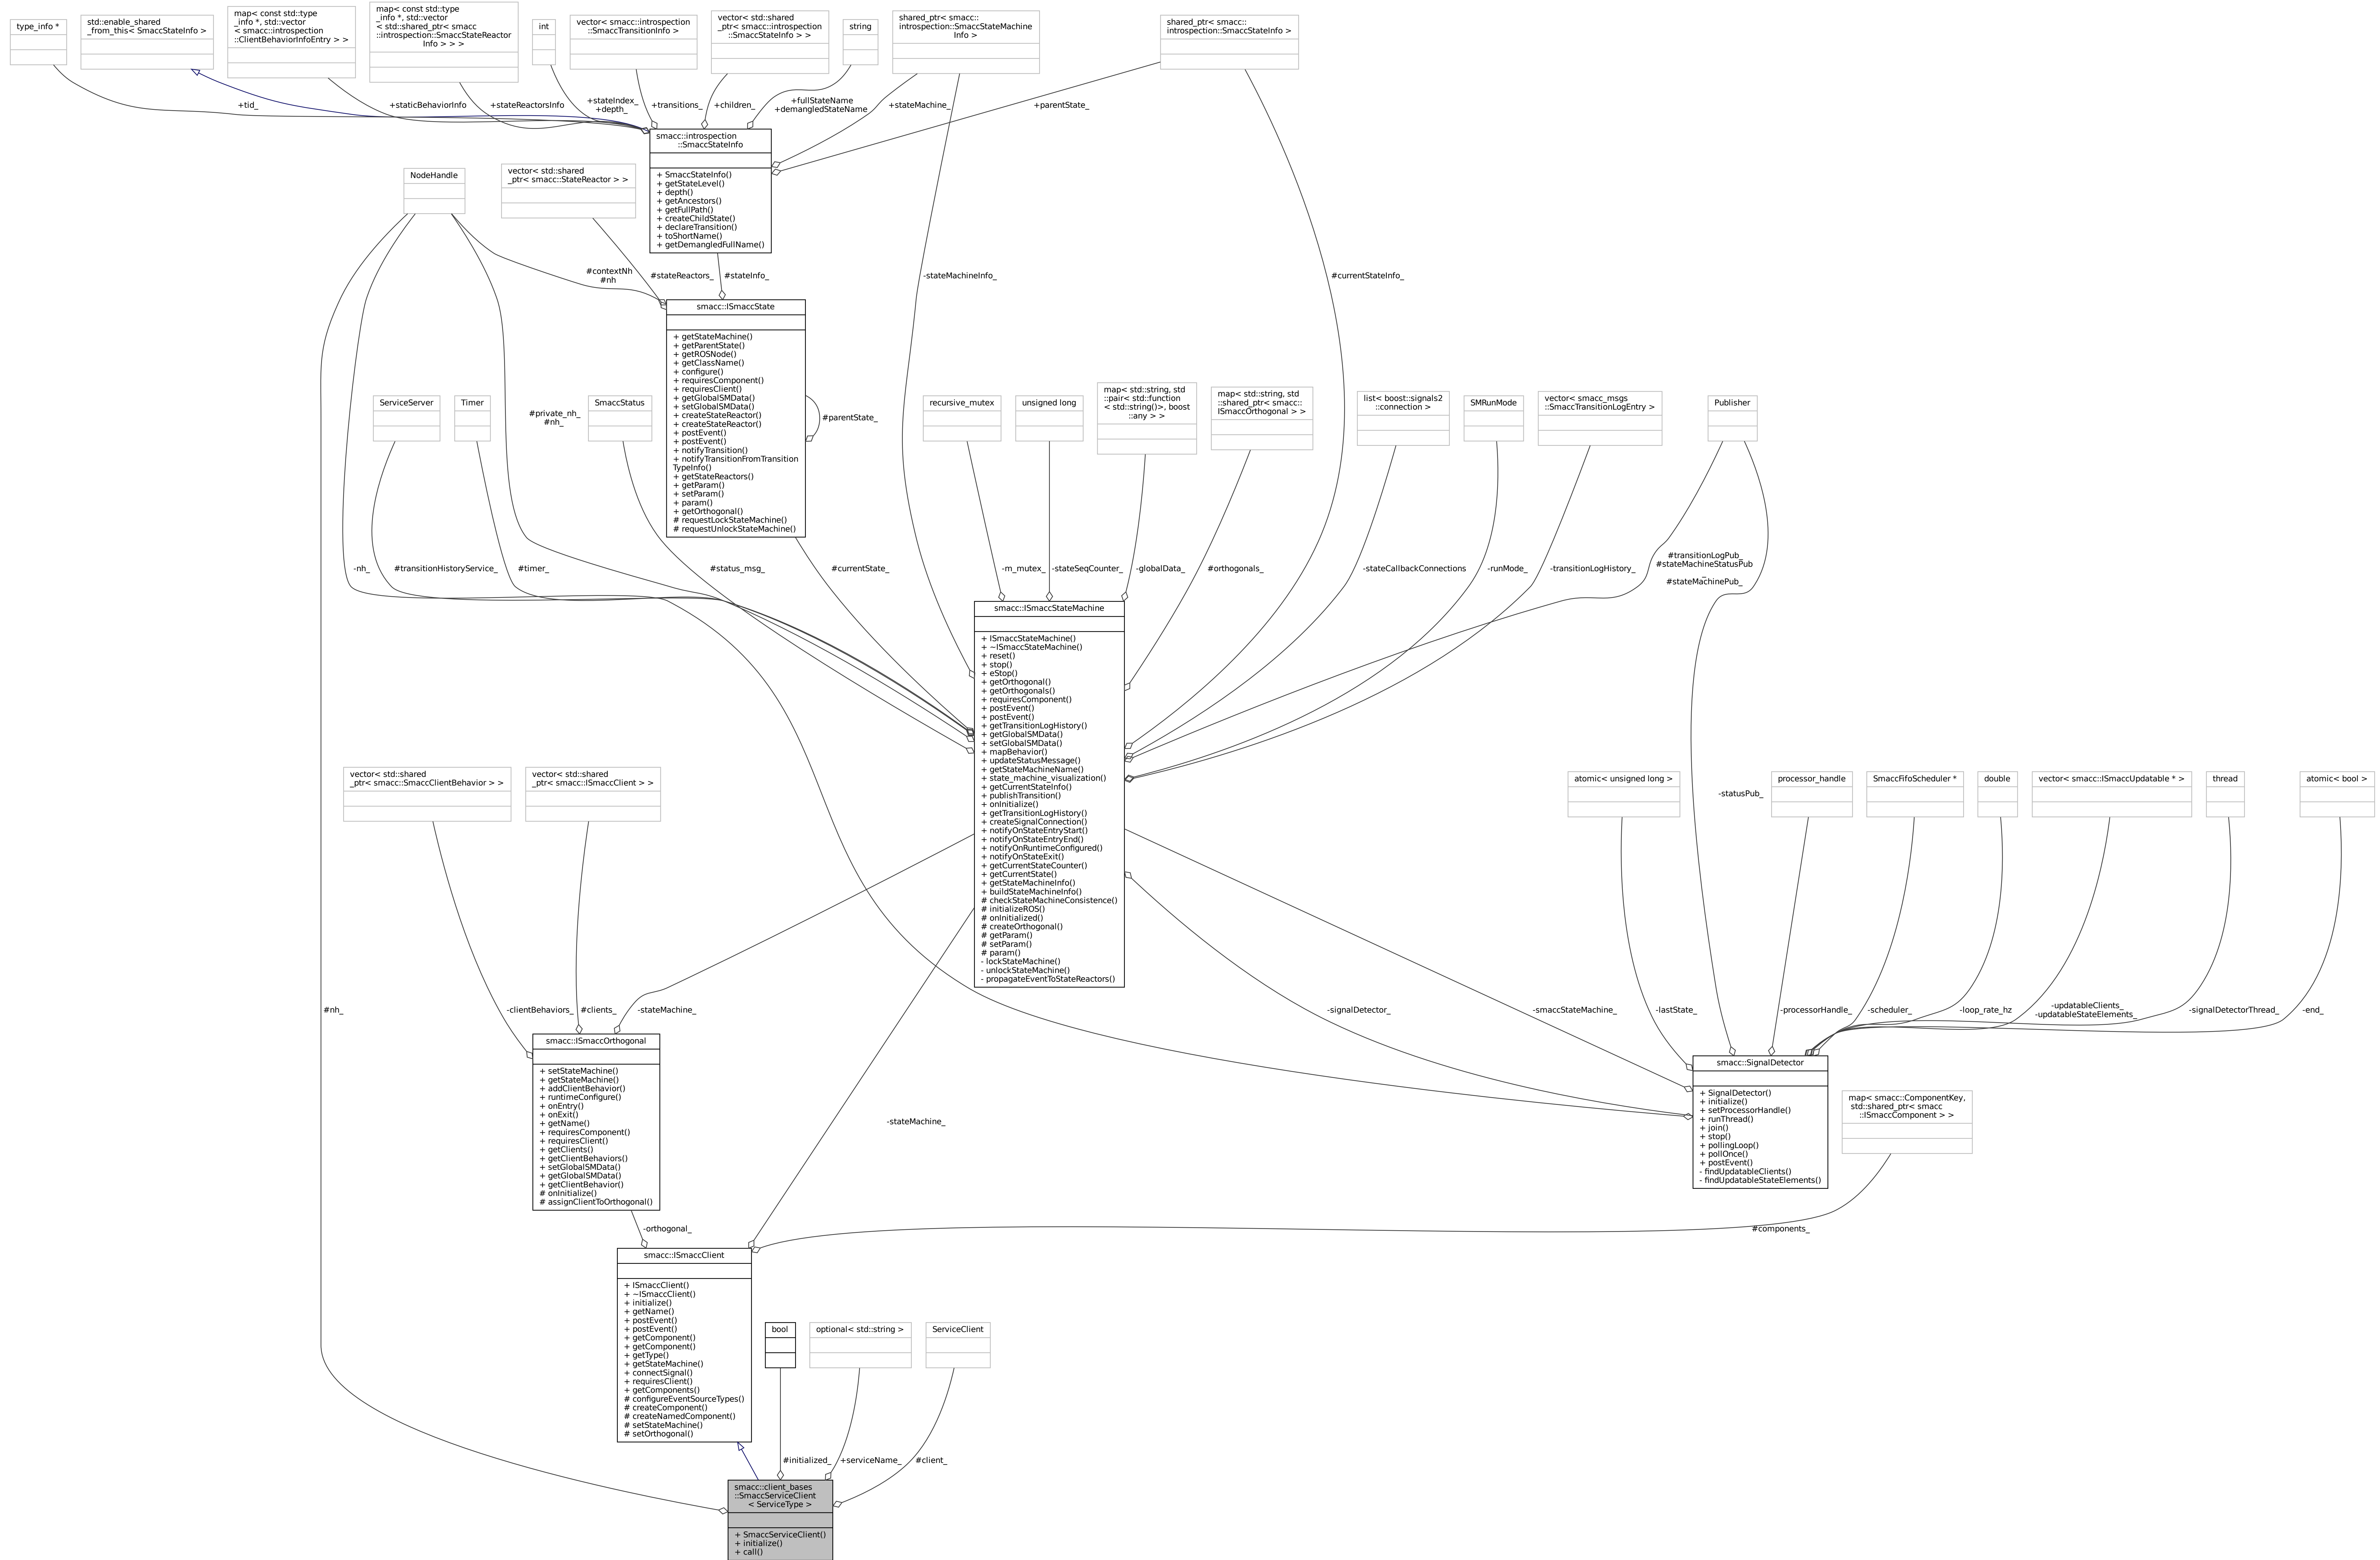 type_info *
std::enable_shared
_from_this< SmaccStateInfo >
map< const std::type
_info *, std::vector
< smacc::introspection
::ClientBehaviorInfoEntry > >
map< const std::type
_info *, std::vector
< std::shared_ptr< smacc
::introspection::SmaccStateReactor
Info > > >
int
vector< smacc::introspection
::SmaccTransitionInfo >
vector< std::shared
_ptr< smacc::introspection
::SmaccStateInfo > >
string
shared_ptr< smacc::
introspection::SmaccStateMachine
Info >
shared_ptr< smacc::
introspection::SmaccStateInfo >
+tid_
+staticBehaviorInfo
+stateReactorsInfo
+stateIndex_
+depth_
+transitions_
+children_
+fullStateName
+demangledStateName
+stateMachine_
+parentState_
smacc::introspection
::SmaccStateInfo
+ SmaccStateInfo()
+ getStateLevel()
+ depth()
+ getAncestors()
+ getFullPath()
+ createChildState()
+ declareTransition()
+ toShortName()
+ getDemangledFullName()
NodeHandle
vector< std::shared
_ptr< smacc::StateReactor > >
#contextNh
#nh
#stateReactors_
#stateInfo_
-stateMachineInfo_
#currentStateInfo_
smacc::ISmaccState
+ getStateMachine()
+ getParentState()
+ getROSNode()
+ getClassName()
+ configure()
+ requiresComponent()
+ requiresClient()
+ getGlobalSMData()
+ setGlobalSMData()
+ createStateReactor()
+ createStateReactor()
+ postEvent()
+ postEvent()
+ notifyTransition()
+ notifyTransitionFromTransition
TypeInfo()
+ getStateReactors()
+ getParam()
+ setParam()
+ param()
+ getOrthogonal()
# requestLockStateMachine()
# requestUnlockStateMachine()
#parentState_
ServiceServer
Timer
#private_nh_
#nh_
SmaccStatus
recursive_mutex
unsigned long
map< std::string, std
::pair< std::function
< std::string()>, boost
::any > >
map< std::string, std
::shared_ptr< smacc::
ISmaccOrthogonal > >
list< boost::signals2
::connection >
SMRunMode
vector< smacc_msgs
::SmaccTransitionLogEntry >
Publisher
-nh_
#transitionHistoryService_
#timer_
#status_msg_
#currentState_
-m_mutex_
-stateSeqCounter_
-globalData_
#orthogonals_
-stateCallbackConnections
-runMode_
-transitionLogHistory_
#transitionLogPub_
#stateMachineStatusPub
_
#stateMachinePub_
smacc::ISmaccStateMachine
+ ISmaccStateMachine()
+ ~ISmaccStateMachine()
+ reset()
+ stop()
+ eStop()
+ getOrthogonal()
+ getOrthogonals()
+ requiresComponent()
+ postEvent()
+ postEvent()
+ getTransitionLogHistory()
+ getGlobalSMData()
+ setGlobalSMData()
+ mapBehavior()
+ updateStatusMessage()
+ getStateMachineName()
+ state_machine_visualization()
+ getCurrentStateInfo()
+ publishTransition()
+ onInitialize()
+ getTransitionLogHistory()
+ createSignalConnection()
+ notifyOnStateEntryStart()
+ notifyOnStateEntryEnd()
+ notifyOnRuntimeConfigured()
+ notifyOnStateExit()
+ getCurrentStateCounter()
+ getCurrentState()
+ getStateMachineInfo()
+ buildStateMachineInfo()
# checkStateMachineConsistence()
# initializeROS()
# onInitialized()
# createOrthogonal()
# getParam()
# setParam()
# param()
- lockStateMachine()
- unlockStateMachine()
- propagateEventToStateReactors()
vector< std::shared
_ptr< smacc::SmaccClientBehavior > >
vector< std::shared
_ptr< smacc::ISmaccClient > >
atomic< unsigned long >
-statusPub_
processor_handle
SmaccFifoScheduler *
double
vector< smacc::ISmaccUpdatable * >
thread
atomic< bool >
#nh_
-clientBehaviors_
#clients_
-stateMachine_
-signalDetector_
-smaccStateMachine_
-lastState_
-processorHandle_
-scheduler_
-loop_rate_hz
-updatableClients_
-updatableStateElements_
-signalDetectorThread_
-end_
smacc::ISmaccOrthogonal
+ setStateMachine()
+ getStateMachine()
+ addClientBehavior()
+ runtimeConfigure()
+ onEntry()
+ onExit()
+ getName()
+ requiresComponent()
+ requiresClient()
+ getClients()
+ getClientBehaviors()
+ setGlobalSMData()
+ getGlobalSMData()
+ getClientBehavior()
# onInitialize()
# assignClientToOrthogonal()
smacc::SignalDetector
+ SignalDetector()
+ initialize()
+ setProcessorHandle()
+ runThread()
+ join()
+ stop()
+ pollingLoop()
+ pollOnce()
+ postEvent()
- findUpdatableClients()
- findUpdatableStateElements()
map< smacc::ComponentKey,
std::shared_ptr< smacc
::ISmaccComponent > >
-stateMachine_
-orthogonal_
#components_
smacc::ISmaccClient
+ ISmaccClient()
+ ~ISmaccClient()
+ initialize()
+ getName()
+ postEvent()
+ postEvent()
+ getComponent()
+ getComponent()
+ getType()
+ getStateMachine()
+ connectSignal()
+ requiresClient()
+ getComponents()
# configureEventSourceTypes()
# createComponent()
# createNamedComponent()
# setStateMachine()
# setOrthogonal()
bool
optional< std::string >
ServiceClient
#initialized_
+serviceName_
#client_
smacc::client_bases
::SmaccServiceClient
< ServiceType >
+ SmaccServiceClient()
+ initialize()
+ call()